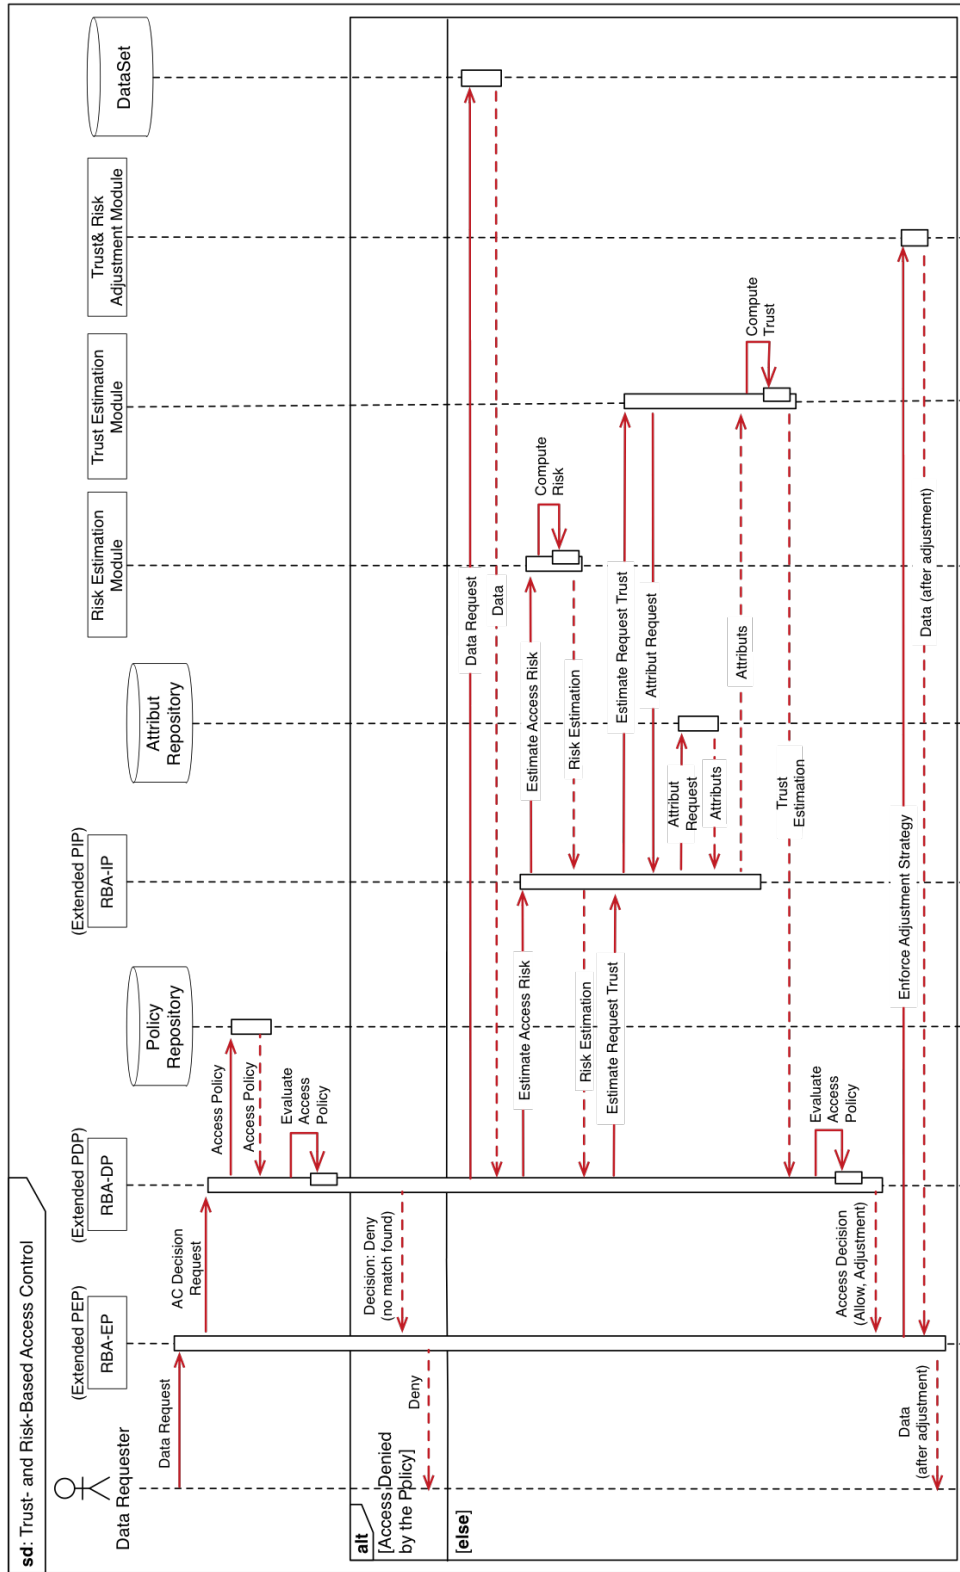 sd: Trust- and Risk-Based Access Control
Data Requester
(Extended PEP)
RBA-EP
(Extended PDP)
RBA-DP
Policy
Repository
(Extended PIP)
RBA-IP
Attribut
Repository
Risk Estimation
Module
Trust Estimation
Module
Trust& Risk
Adjustment Module
DataSet
Data Request
AC Decision
Request
Access Policy
Access Policy
Evaluate
Access
Policy
alt
[Access Denied
by the Policy]
Decision: Deny
(no match found)
Deny
[else]
Data Request
Data
Estimate Access Risk
Estimate Access Risk
Compute
Risk
Risk Estimation
Risk Estimation
Estimate Request Trust
Estimate Request Trust
Attribut Request
Attribut
Request
Attributs
Attributs
Compute
Trust
Trust
Estimation
Evaluate
Access
Policy
Access Decision
(Allow, Adjustment)
Enforce Adjustment Strategy
Data (after adjustment)
Data
(after adjustment)